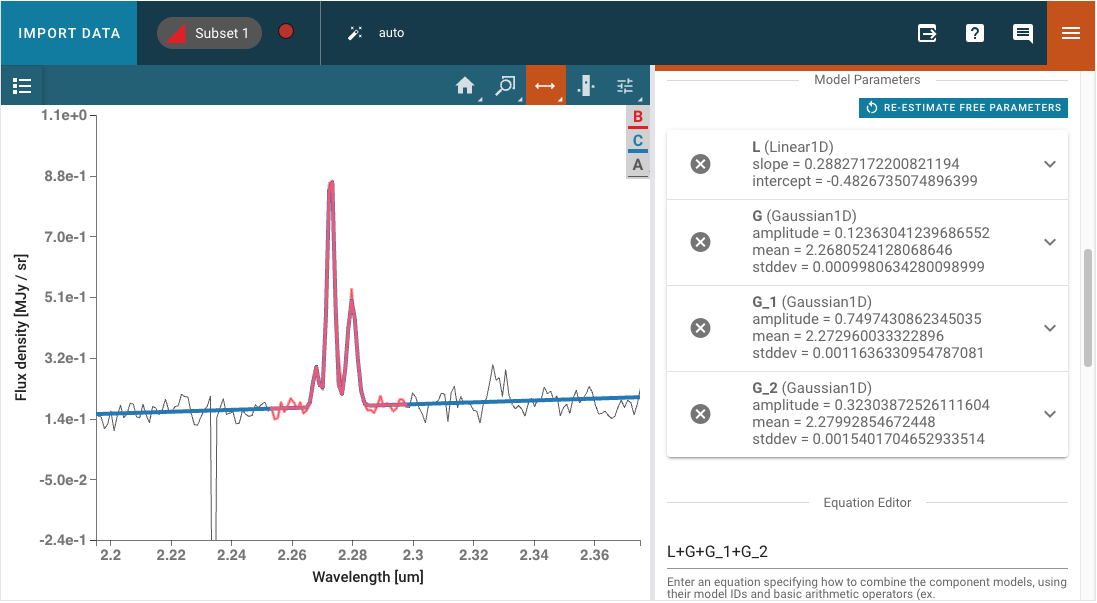 IMPORT DATA
Subset 1
auto
B
C
A
1.1e+0
8.8e-1
7.0e-1
5.1e-1
3.2e-1
1.4e-1
-5.0e-2
-2.4e-1
Flux density [MJy / sr]
2.2
2.22
2.24
2.26
2.28
2.3
2.32
2.34
2.36
Wavelength [um]
Model Parameters
RE-ESTIMATE FREE PARAMETERS
L (Linear1D)
slope = 0.28827172200821194
intercept = -0.4826735074896399
G (Gaussian1D)
amplitude = 0.12363041239686552
mean = 2.2680524128068646
stddev = 0.0009980634280098999
G_1 (Gaussian1D)
amplitude = 0.7497430862345035
mean = 2.272960033322896
stddev = 0.0011636330954787081
G_2 (Gaussian1D)
amplitude = 0.32303872526111604
mean = 2.27992854672448
stddev = 0.0015401704652933514
Equation Editor
L+G+G_1+G_2
Enter an equation specifying how to combine the component models, using
their model IDs and basic arithmetic operators (ex.